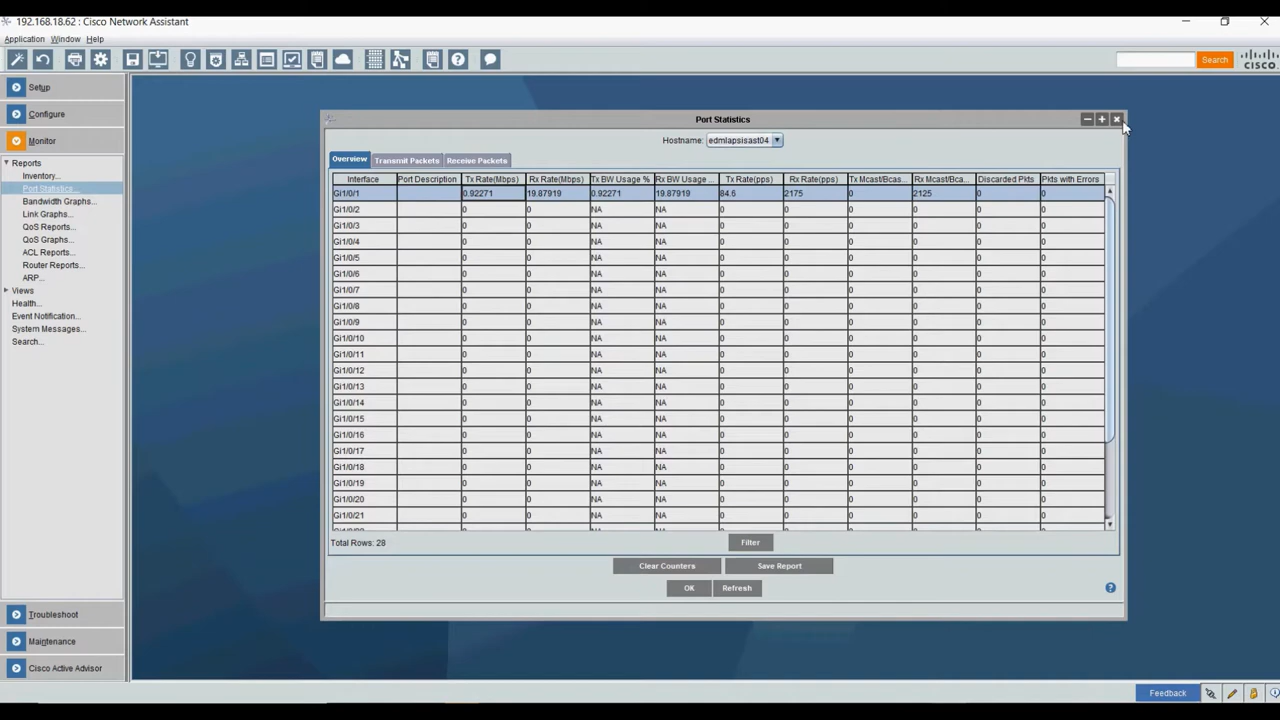 192.168.18.62 : Cisco Network Assistant
Application Window Help
Search
CISCO
Setup
Configure
Monitor
Reports
Inventory...
Port Statistics...
Bandwidth Graphs...
Link Graphs...
QoS Reports...
QoS Graphs...
ACL Reports...
Router Reports...
ARP...
Views
Health...
Event Notification...
System Messages...
Search...
Troubleshoot
Maintenance
Cisco Active Advisor
Port Statistics
Hostname: edmlapsisast04
Overview Transmit Packets Receive Packets
Interface Port Description Tx Rate(Mbps) Rx Rate(Mbps) Tx BW Usage % Rx BW Usage ... Tx Rate(pps) Rx Rate(pps) Tx Mcast/Bcas... Rx Mcast/Bca... Discarded Pkts Pkts with Errors
Gi1/0/1 0.92271 19.87919 0.92271 19.87919 84.6 2175 0 2125 0 0
Gi1/0/2 0 0 NA NA 0 0 0 0 0 0
Gi1/0/3 0 0 NA NA 0 0 0 0 0 0
Gi1/0/4 0 0 NA NA 0 0 0 0 0 0
Gi1/0/5 0 0 NA NA 0 0 0 0 0 0
Gi1/0/6 0 0 NA NA 0 0 0 0 0 0
Gi1/0/7 0 0 NA NA 0 0 0 0 0 0
Gi1/0/8 0 0 NA NA 0 0 0 0 0 0
Gi1/0/9 0 0 NA NA 0 0 0 0 0 0
Gi1/0/10 0 0 NA NA 0 0 0 0 0 0
Gi1/0/11 0 0 NA NA 0 0 0 0 0 0
Gi1/0/12 0 0 NA NA 0 0 0 0 0 0
Gi1/0/13 0 0 NA NA 0 0 0 0 0 0
Gi1/0/14 0 0 NA NA 0 0 0 0 0 0
Gi1/0/15 0 0 NA NA 0 0 0 0 0 0
Gi1/0/16 0 0 NA NA 0 0 0 0 0 0
Gi1/0/17 0 0 NA NA 0 0 0 0 0 0
Gi1/0/18 0 0 NA NA 0 0 0 0 0 0
Gi1/0/19 0 0 NA NA 0 0 0 0 0 0
Gi1/0/20 0 0 NA NA 0 0 0 0 0 0
Gi1/0/21 0 0 NA NA 0 0 0 0 0 0
Total Rows: 28
Filter
Clear Counters Save Report
OK Refresh
Feedback